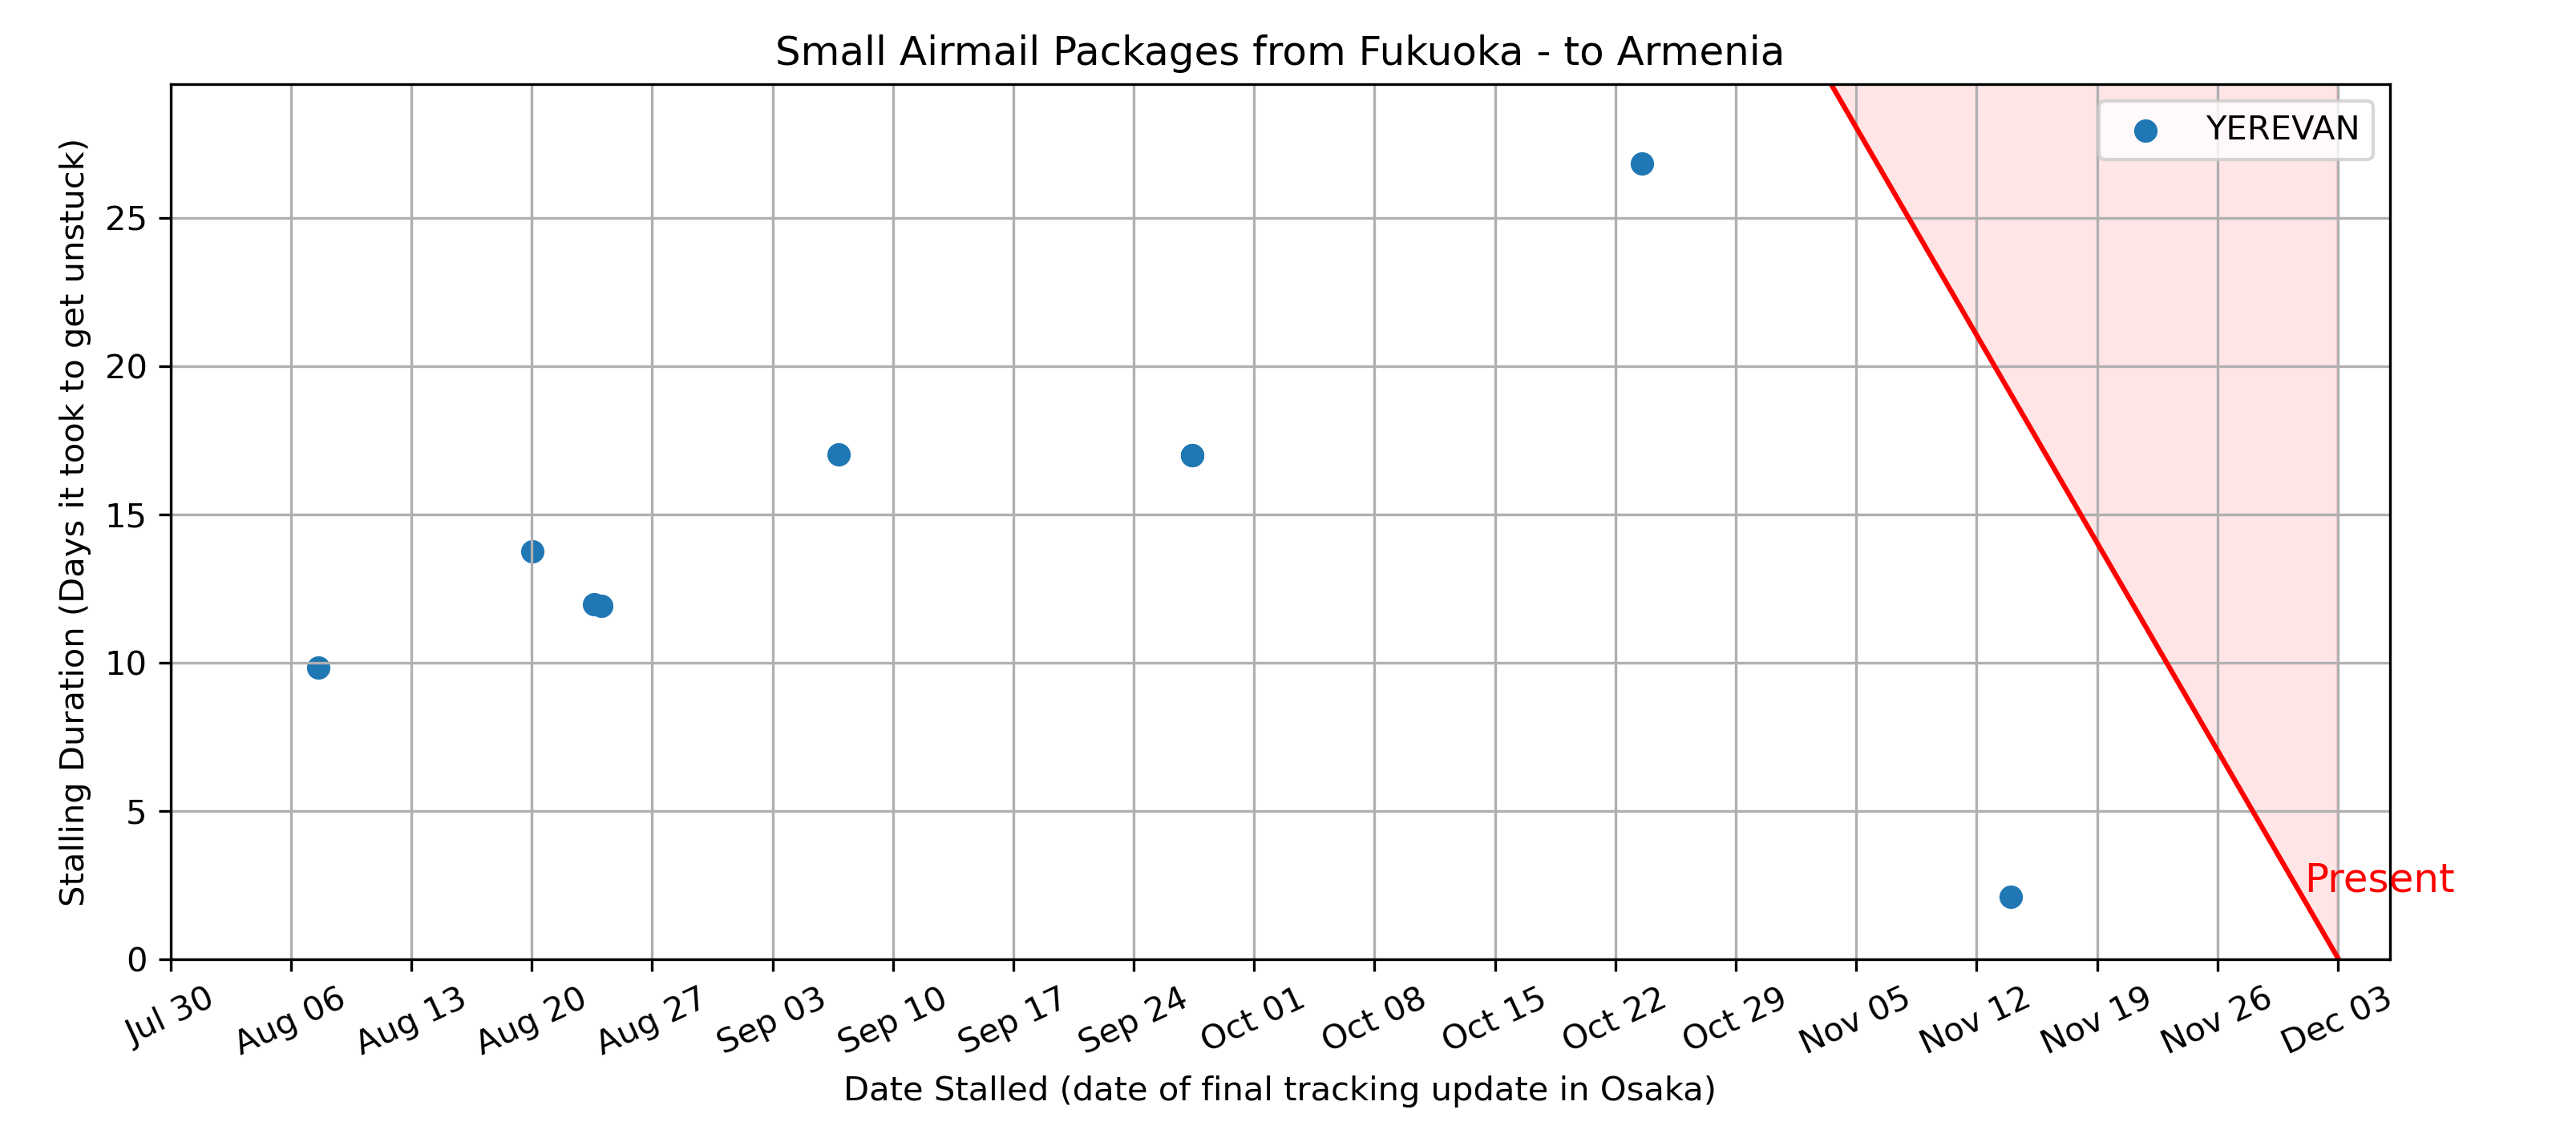 Small Airmail Packages from Fukuoka - to Armenia
YEREVAN
Stalling Duration (Days it took to get unstuck)
25
20
15
10
5
0
Present
Jul 30
Aug 06
Aug 13
Aug 20
Aug 27
Sep 03
Sep 10
Sep 17
Sep 24
Oct 01
Oct 08
Oct 15
Oct 22
Oct 29
Nov 05
Nov 12
Nov 19
Nov 26
Dec 03
Date Stalled (date of final tracking update in Osaka)